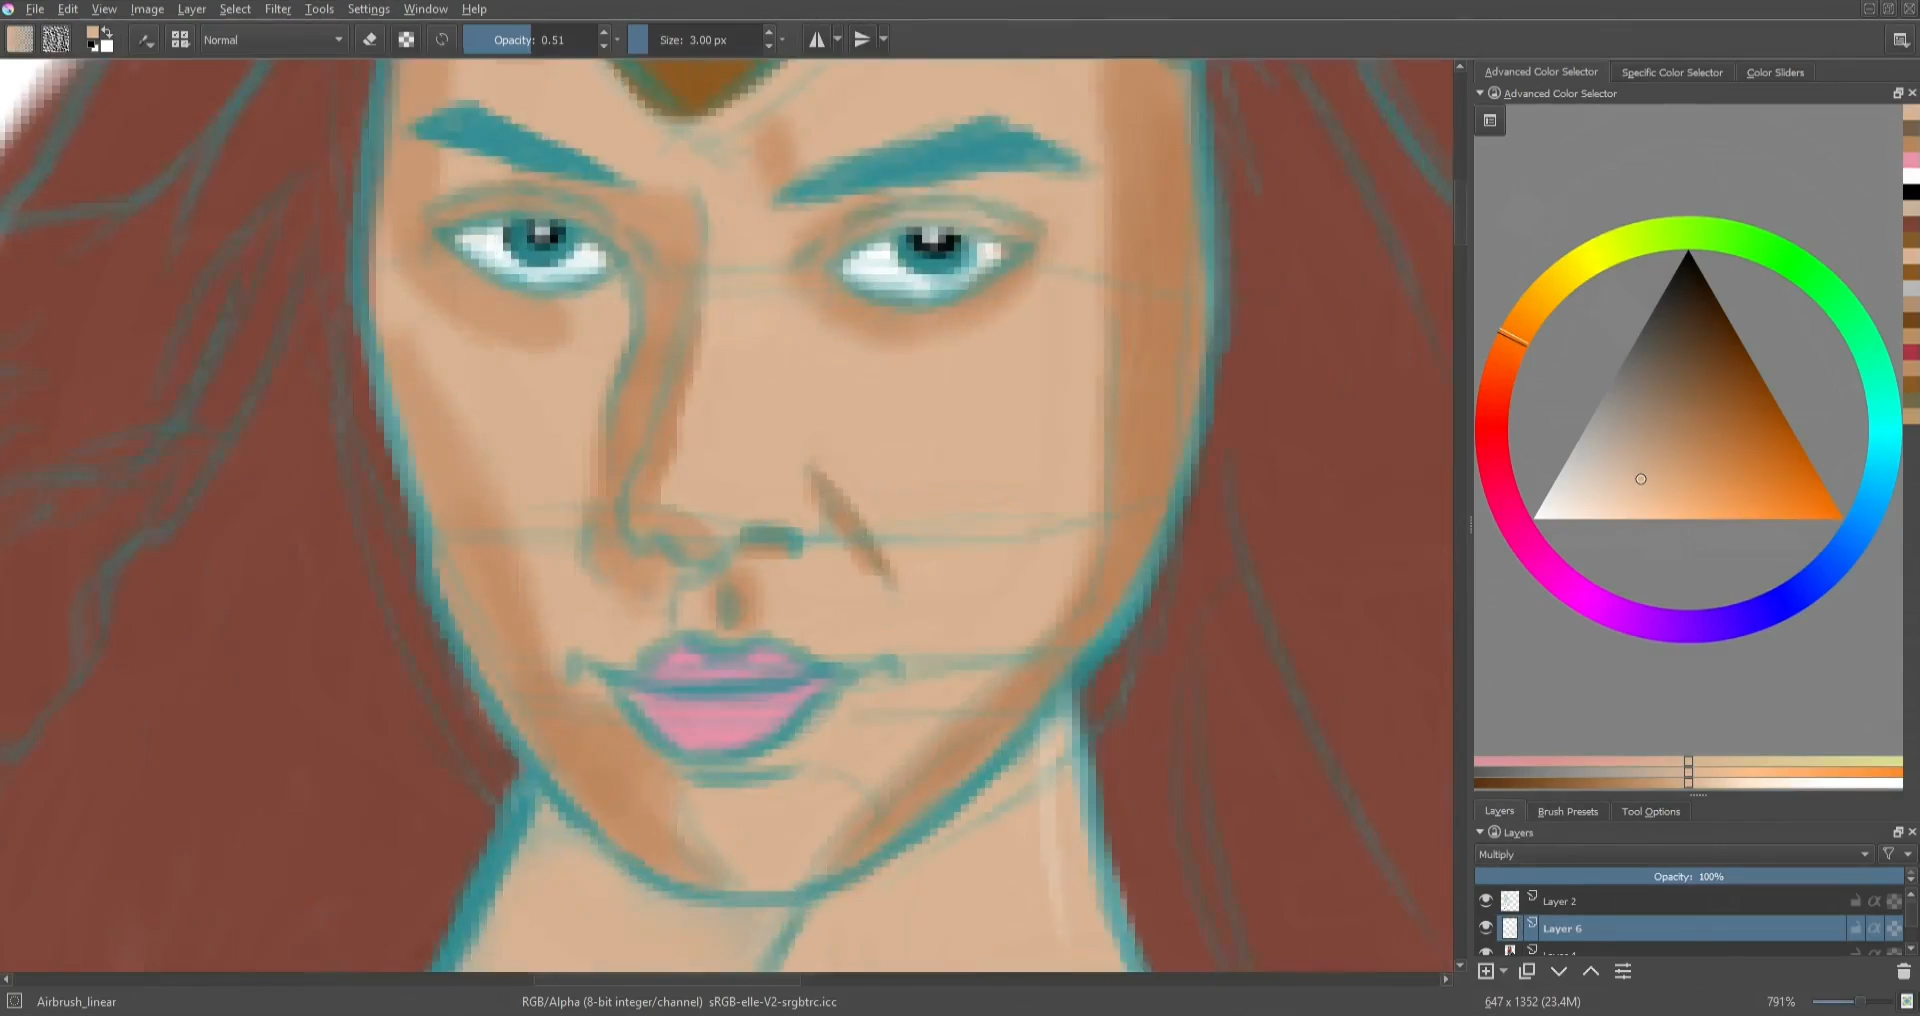 File Edit View Image Layer Select Filter Tools Settings Window Help
Normal Opacity: 0.51 Size: 3.00 px
Advanced Color Selector Specific Color Selector Color Sliders
Advanced Color Selector
Layers Brush Presets Tool Options
Layers
Multiply
Opacity: 100%
Layer 2
Layer 6
Airbrush_linear RGB/Alpha (8-bit integer/channel) sRGB-elle-V2-srgbtrc.icc 647 x 1352 (23.4M) 791%